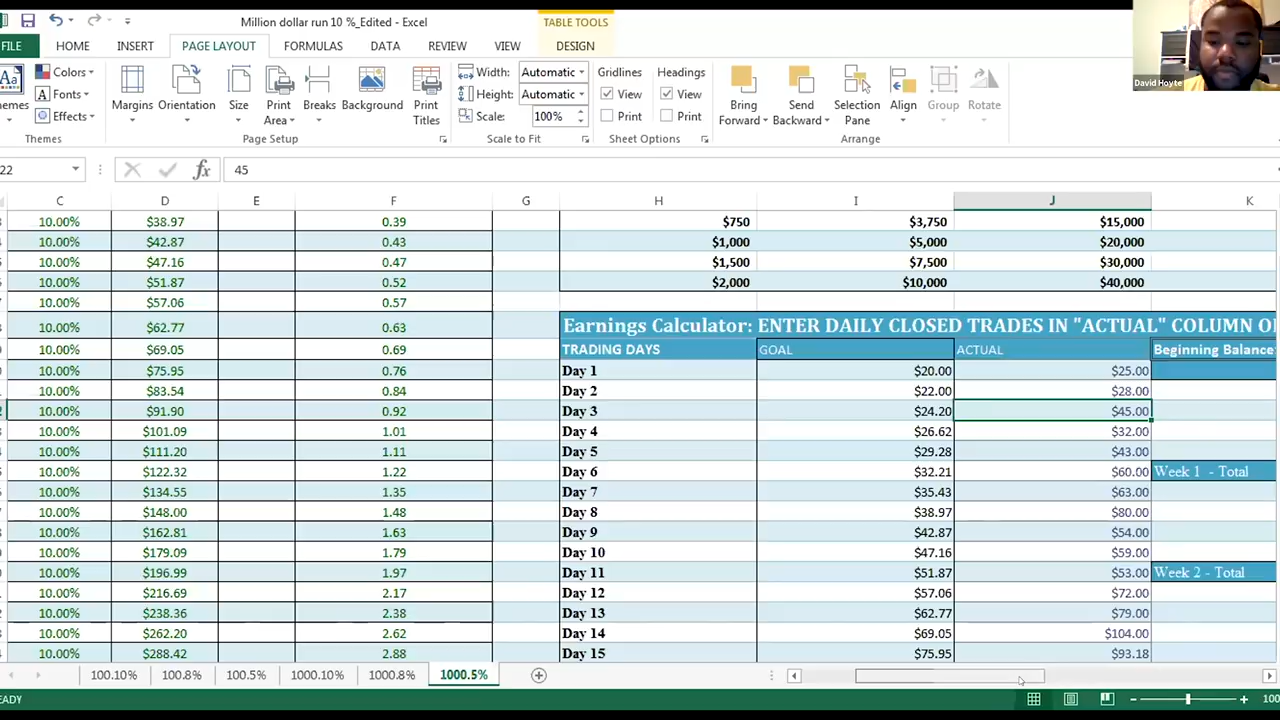 Million dollar run 10 %_Edited - Excel
TABLE TOOLS
FILE HOME INSERT PAGE LAYOUT FORMULAS DATA REVIEW VIEW DESIGN
Colors
Fonts
Effects
Margins Orientation Size Print Area Breaks Background Print Titles
Width: Automatic
Height: Automatic
Scale: 100%
Gridlines Headings
View View
Print Print
Bring Forward Send Backward Selection Pane Align Group Rotate
Themes Page Setup Scale to Fit Sheet Options Arrange
David Hoyte
22 fx 45
C D E F G H I J K
10.00% $38.97 0.39 $750 $3,750 $15,000
10.00% $42.87 0.43 $1,000 $5,000 $20,000
10.00% $47.16 0.47 $1,500 $7,500 $30,000
10.00% $51.87 0.52 $2,000 $10,000 $40,000
10.00% $57.06 0.57
10.00% $62.77 0.63 Earnings Calculator: ENTER DAILY CLOSED TRADES IN "ACTUAL" COLUMN
10.00% $69.05 0.69 TRADING DAYS GOAL ACTUAL Beginning Balance
10.00% $75.95 0.76 Day 1 $20.00 $25.00
10.00% $83.54 0.84 Day 2 $22.00 $28.00
10.00% $91.90 0.92 Day 3 $24.20 $45.00
10.00% $101.09 1.01 Day 4 $26.62 $32.00
10.00% $111.20 1.11 Day 5 $29.28 $43.00
10.00% $122.32 1.22 Day 6 $32.21 $60.00 Week 1 - Total
10.00% $134.55 1.35 Day 7 $35.43 $63.00
10.00% $148.00 1.48 Day 8 $38.97 $80.00
10.00% $162.81 1.63 Day 9 $42.87 $54.00
10.00% $179.09 1.79 Day 10 $47.16 $59.00
10.00% $196.99 1.97 Day 11 $51.87 $53.00 Week 2 - Total
10.00% $216.69 2.17 Day 12 $57.06 $72.00
10.00% $238.36 2.38 Day 13 $62.77 $79.00
10.00% $262.20 2.62 Day 14 $69.05 $104.00
10.00% $288.42 2.88 Day 15 $75.95 $93.18
100.10% 100.8% 100.5% 1000.10% 1000.8% 1000.5%